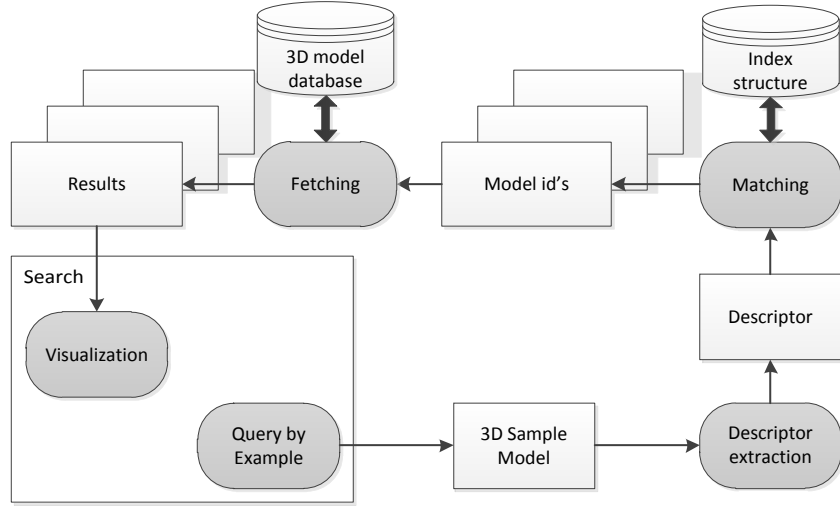 3D model
database
Index
structure
Results
Fetching
Model id's
Matching
Search
Visualization
Descriptor
Query by
Example
3D Sample
Model
Descriptor
extraction